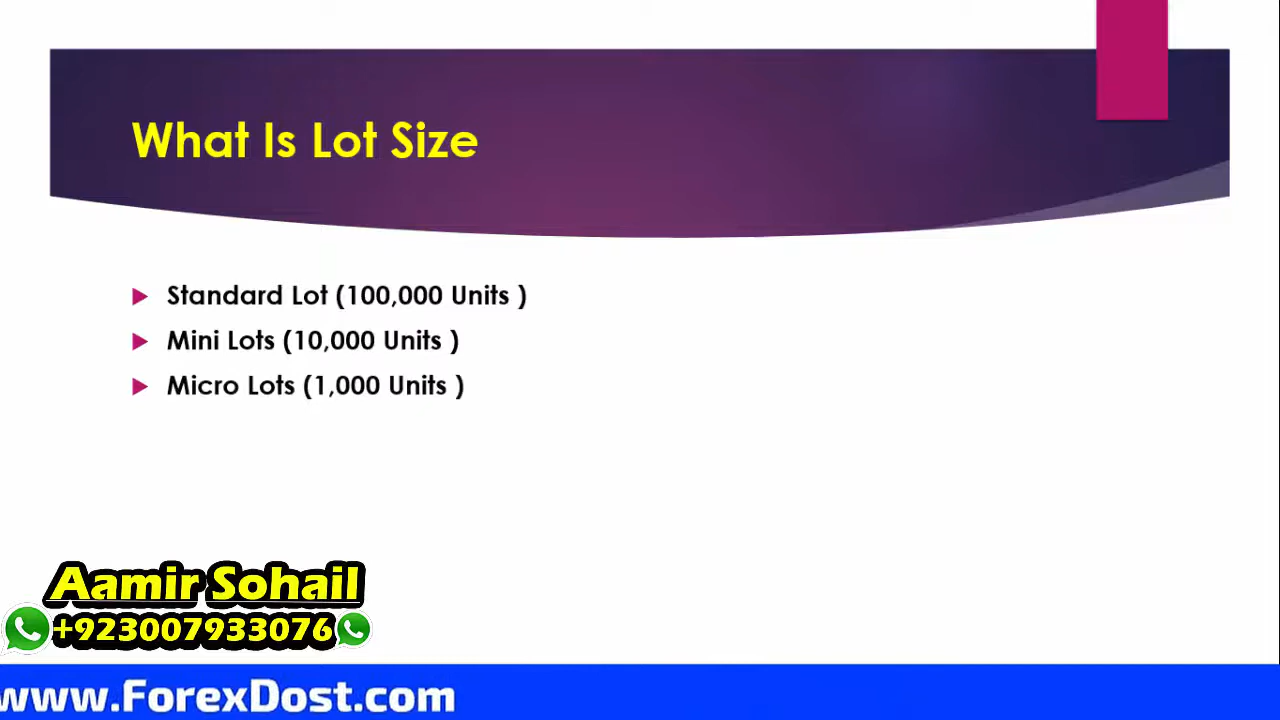 What Is Lot Size
Standard Lot (100,000 Units )
Mini Lots (10,000 Units )
Micro Lots (1,000 Units )
Aamir Sohail
+923007933076
www.ForexDost.com